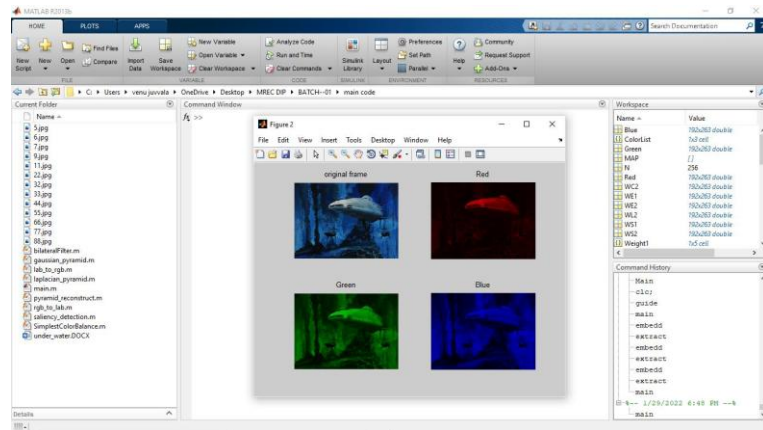 MATLAB R2013b
HOME PLOTS APPS
Search Documentation
New Script
New
Open
Find Files
Compare
Import Data
Save Workspace
New Variable
Open Variable
Clear Workspace
Analyze Code
Run and Time
Clear Commands
Simulink Library
Layout
Preferences
Set Path
Parallel
Help
Community
Request Support
Add-Ons
FILE VARIABLE CODE SIMULINK ENVIRONMENT RESOURCES
C: Users venu juvvala OneDrive Desktop MREC DIP BATCH--01 main code
Current Folder
Name
5.jpg
6.jpg
7.jpg
9.jpg
11.jpg
22.jpg
32.jpg
33.jpg
44.jpg
55.jpg
66.jpg
77.jpg
88.jpg
bilateralFilter.m
gaussian_pyramid.m
lab_to_rgb.m
laplacian_pyramid.m
main.m
pyramid_reconstruct.m
rgb_to_lab.m
saliency_detection.m
SimplestColorBalance.m
under_water.DOCX
Details
Command Window
fx >>
Figure 2
File Edit View Insert Tools Desktop Window Help
original frame Red
Green Blue
Workspace
Name Value
Blue 192x263 double
ColorList 1x3 cell
Green 192x263 double
MAP []
N 256
Red 192x263 double
WC2 192x263 double
WE1 192x263 double
WE2 192x263 double
WL2 192x263 double
WS1 192x263 double
WS2 192x263 double
Weight1 1x5 cell
Command History
Main
clc;
guide
main
embedd
extract
embedd
extract
embedd
extract
main
%-- 1/29/2022 6:45 PM --%
main